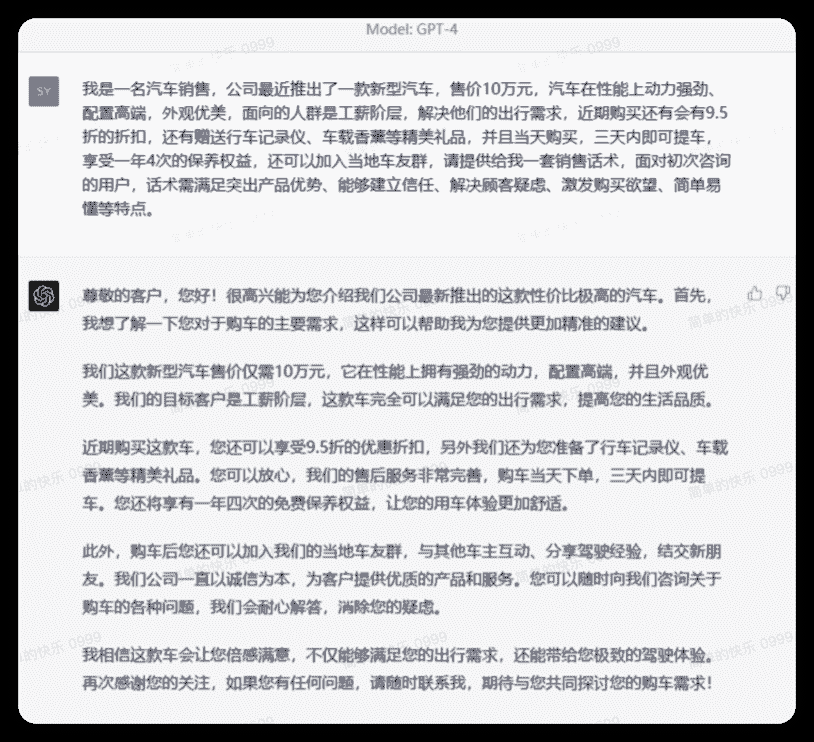 Model: GPT-4
SY
我是一名汽车销售，公司最近推出了一款新型汽车，售价10万元，汽车在性能上动力强劲、
配置高端，外观优美，面向的人群是工薪阶层，解决他们的出行需求，近期购买还有会有9.5
折的折扣，还有赠送行车记录仪、车载香薰等精美礼品，并且当天购买，三天内即可提车，
享受一年4次的保养权益，还可以加入当地车友群，请提供给我一套销售话术，面对初次咨询
的用户，话术需满足突出产品优势、能够建立信任、解决顾客疑虑、激发购买欲望、简单易
懂等特点。
尊敬的客户，您好！很高兴能为您介绍我们公司最新推出的这款性价比极高的汽车。首先，
我想了解一下您对于购车的主要需求，这样可以帮助我为您提供更加精准的建议。
我们这款新型汽车售价仅需10万元，它在性能上拥有强劲的动力，配置高端，并且外观优
美。我们的目标客户是工薪阶层，这款车完全可以满足您的出行需求，提高您的生活品质。
近期购买这款车，您还可以享受9.5折的优惠折扣，另外我们还为您准备了行车记录仪、车载
香薰等精美礼品。您可以放心，我们的售后服务非常完善，购车当天下单，三天内即可提
车。您还将享有一年四次的免费保养权益，让您的用车体验更加舒适。
此外，购车后您还可以加入我们的当地车友群，与其他车主互动、分享驾驶经验，结交新朋
友。我们公司一直以诚信为本，为客户提供优质的产品和服务。您可以随时向我们咨询关于
购车的各种问题，我们会耐心解答，消除您的疑虑。
我相信这款车会让您倍感满意，不仅能够满足您的出行需求，还能带给您极致的驾驶体验。
再次感谢您的关注，如果您有任何问题，请随时联系我，期待与您共同探讨您的购车需求！
简单的快乐 0999